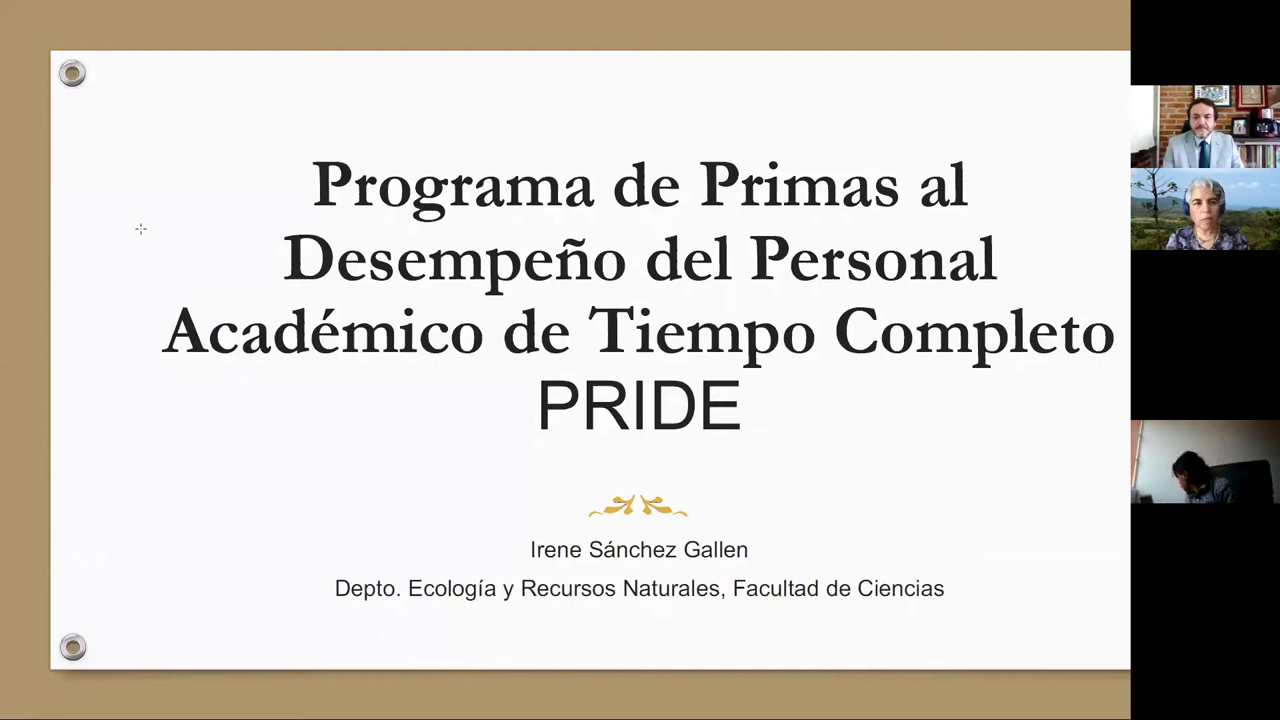 Programa de Primas al
Desempeño del Personal
Académico de Tiempo Completo
PRIDE
Irene Sánchez Gallen
Depto. Ecología y Recursos Naturales, Facultad de Ciencias